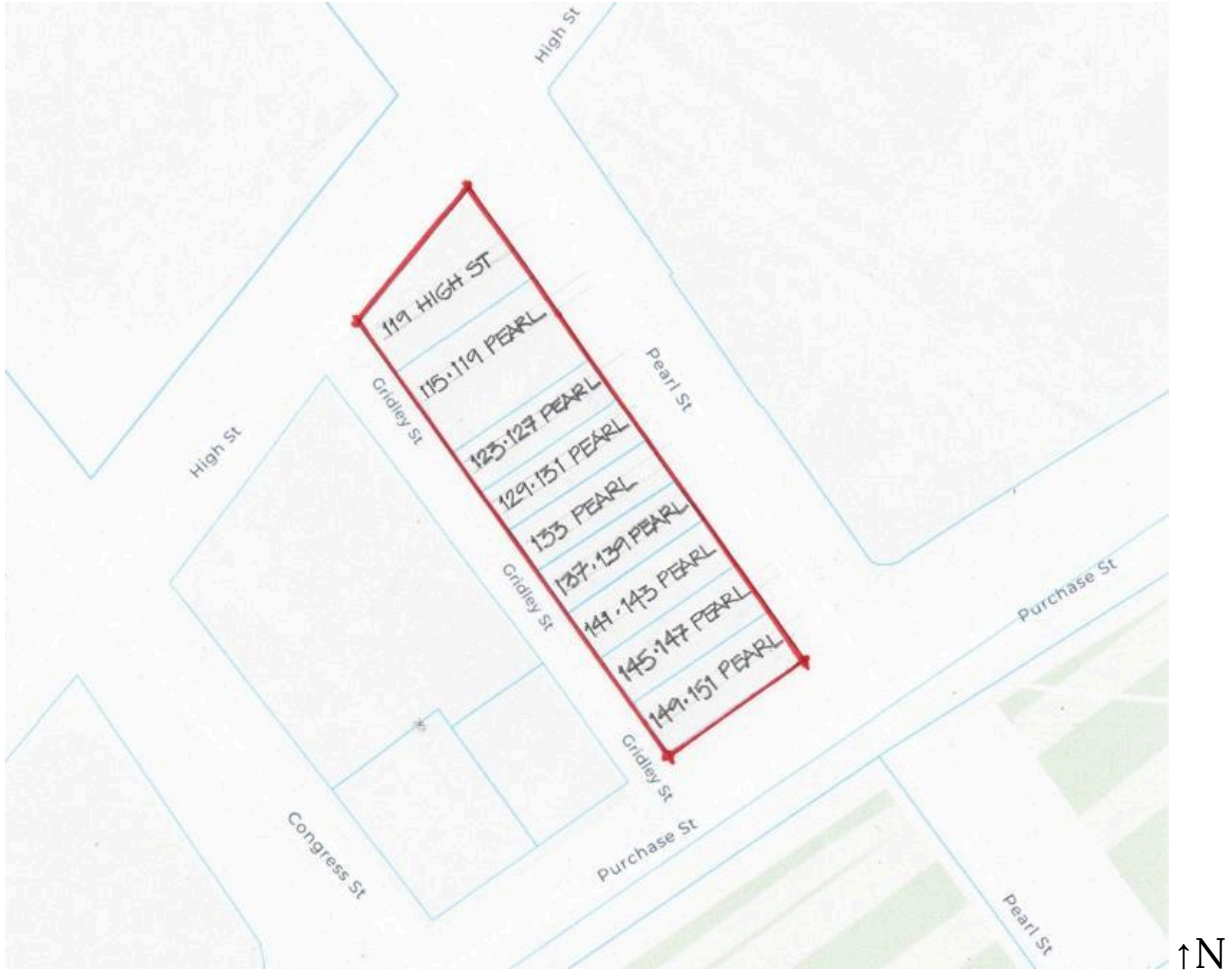 High St
119 HIGH ST
115·119 PEARL
Pearl St
Gridley St
123·127 PEARL
129·131 PEARL
High St
133 PEARL
137·139 PEARL
Gridley St
141·143 PEARL
Purchase St
145·147 PEARL
149·151 PEARL
Gridley St
Congress St
Purchase St
Pearl St
↑N